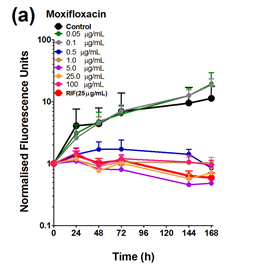 (a) Moxifloxacin
Control
0.05 µg/mL
0.1 µg/mL
0.5 µg/mL
1.0 µg/mL
5.0 µg/mL
25.0 µg/mL
100 µg/mL
RIF(25µg/mL)
Normalised Fluorescence Units
100
10
1
0.1
0 24 48 72 96 120 144 168
Time (h)